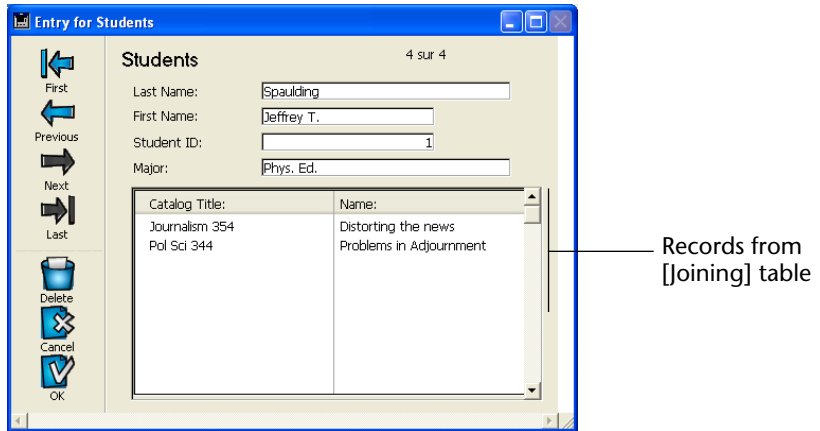 Entry for Students
First
Previous
Next
Last
Delete
Cancel
OK
Students
4 sur 4
Last Name: Spaulding
First Name: Jeffrey T.
Student ID: 1
Major: Phys. Ed.
Catalog Title: Name:
Journalism 354 Distorting the news
Pol Sci 344 Problems in Adjournment
Records from
[Joining] table